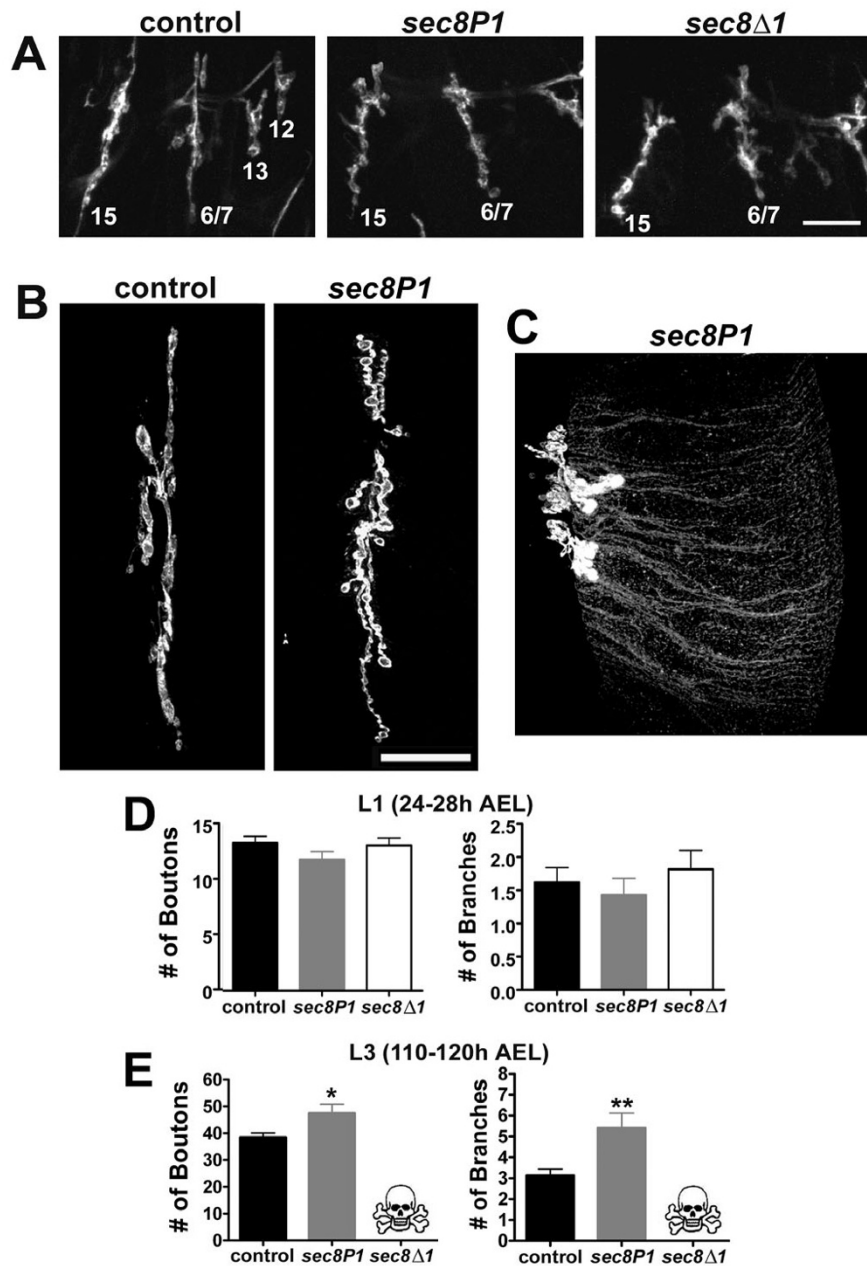 A
control
sec8P1
sec8Δ1
15
6/7
13
12
15
6/7
15
6/7
B
control
sec8P1
C
sec8P1
D
L1 (24-28h AEL)
# of Boutons
15
10
5
0
control sec8P1 sec8Δ1
# of Branches
2.5
2.0
1.5
1.0
0.5
0.0
control sec8P1 sec8Δ1
E
L3 (110-120h AEL)
# of Boutons
60
50
40
30
20
10
0
*
control sec8P1 sec8Δ1
# of Branches
8
7
6
5
4
3
2
1
0
**
control sec8P1 sec8Δ1